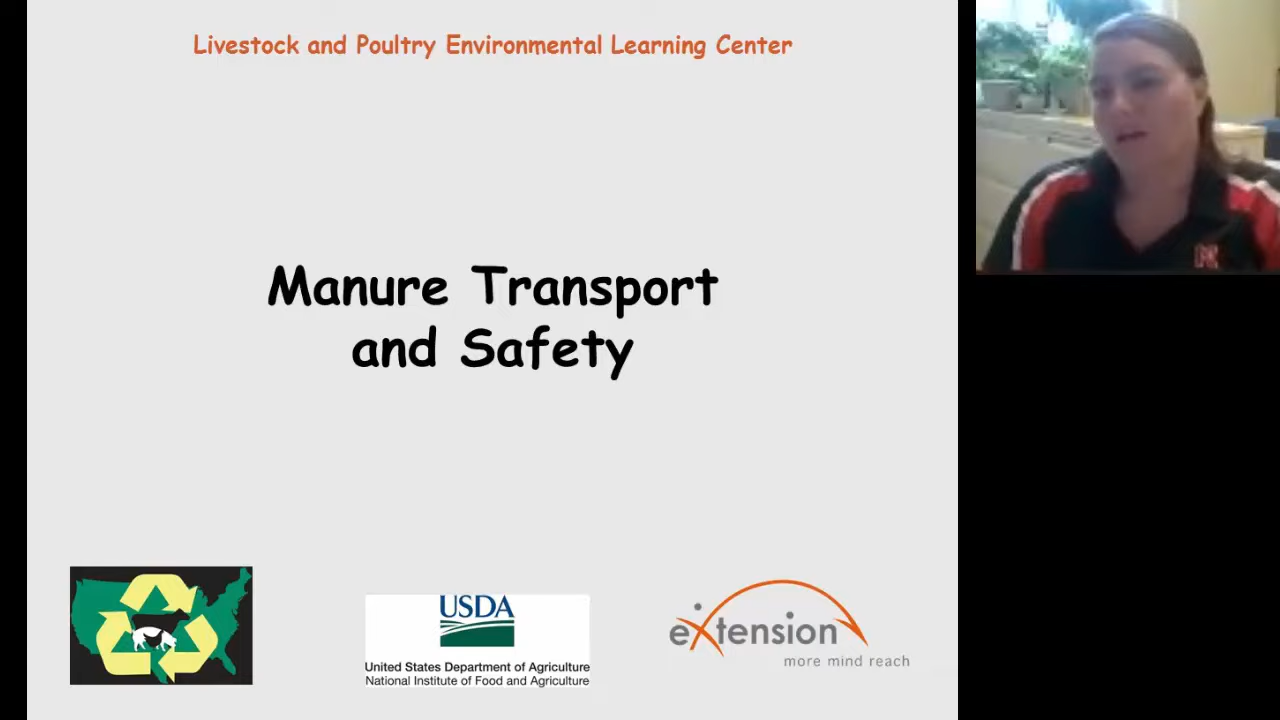 Livestock and Poultry Environmental Learning Center
Manure Transport
and Safety
USDA
United States Department of Agriculture
National Institute of Food and Agriculture
eXtension
more mind reach
N